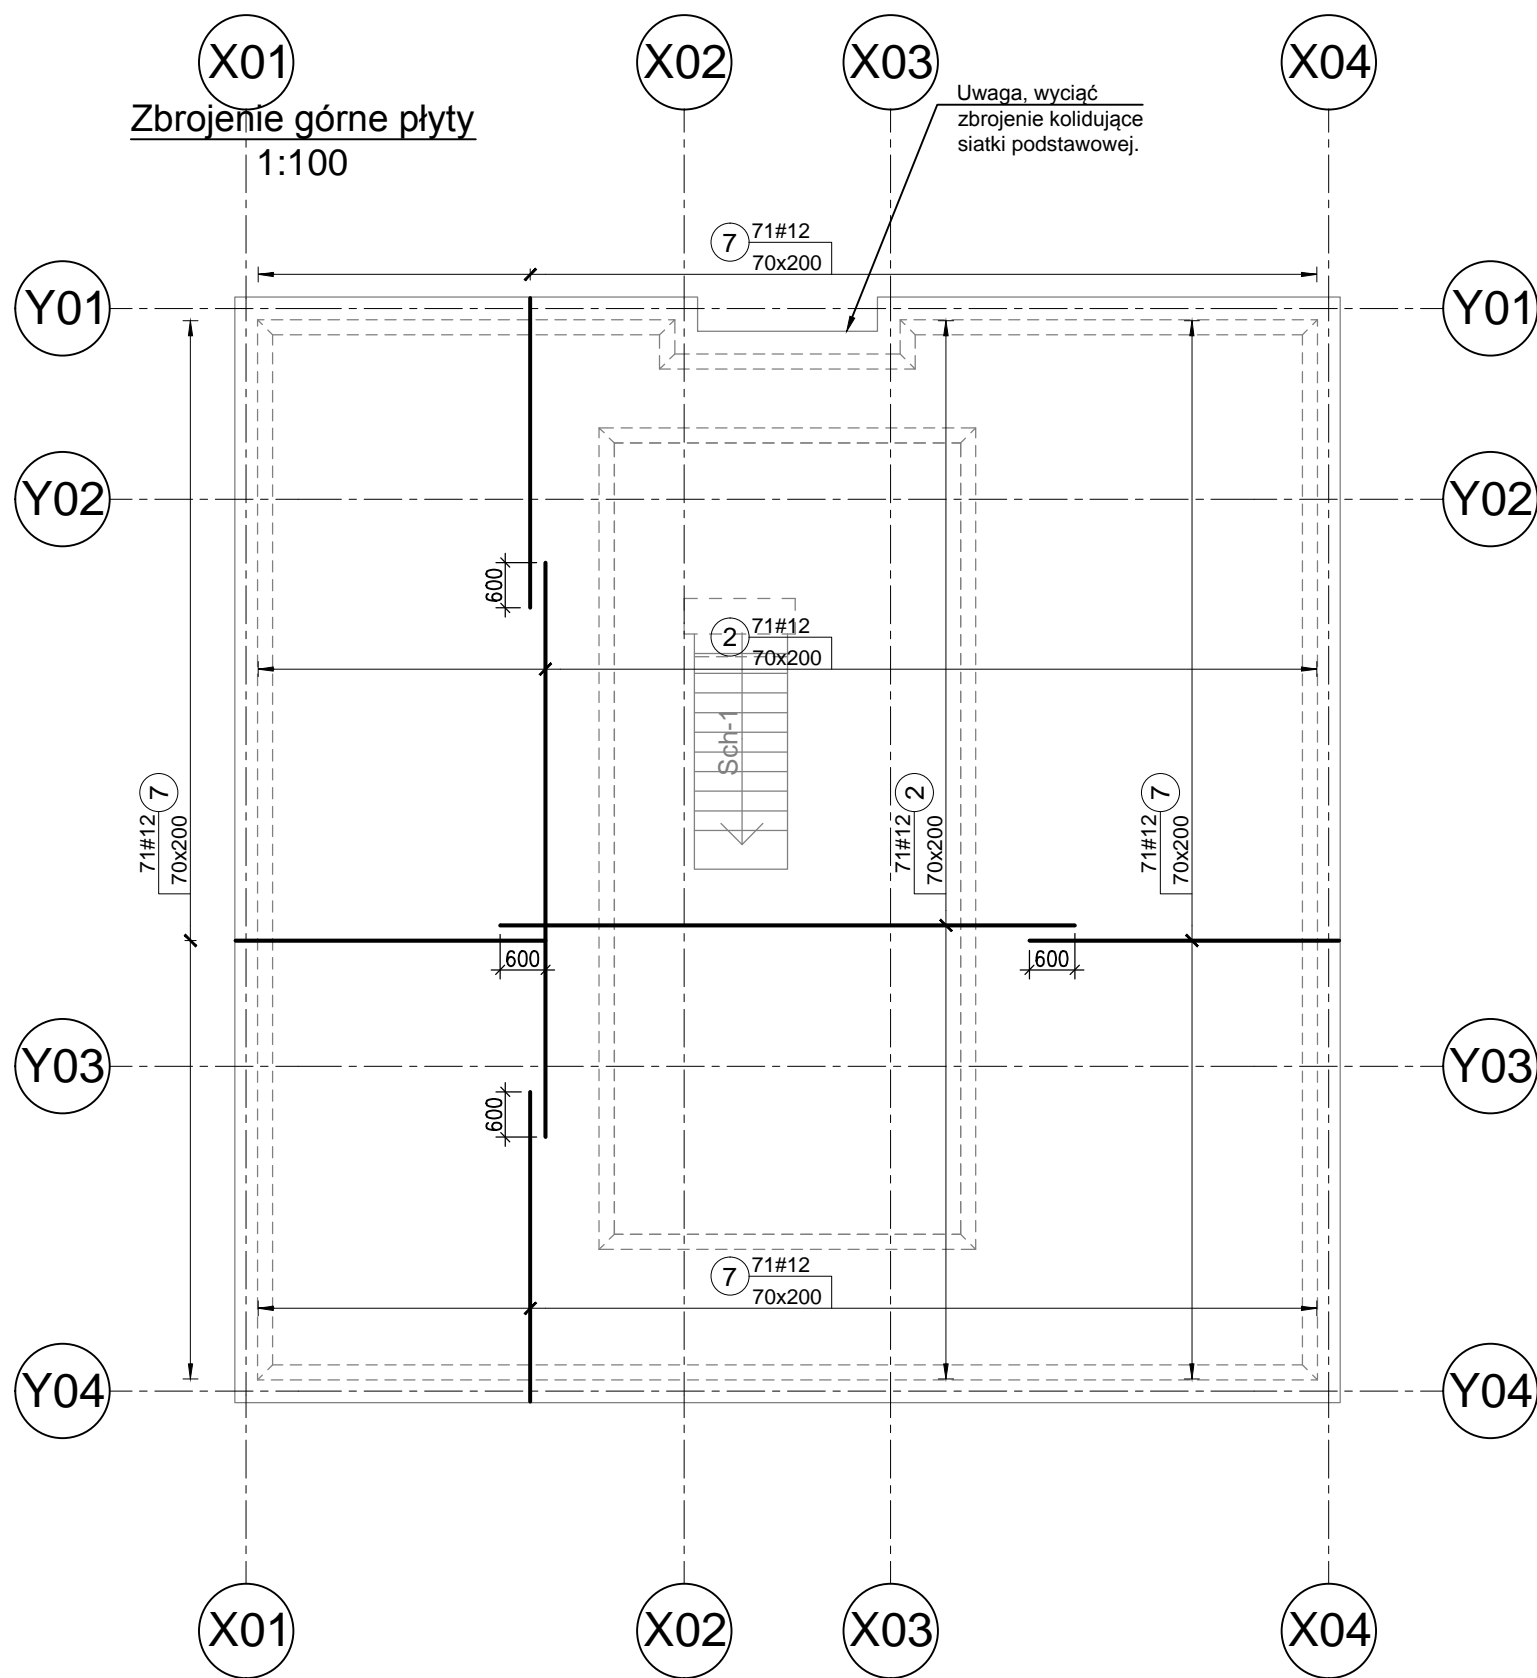 X01
X02
X03
X04
Zbrojenie górne płyty
1:100
Uwaga, wyciąć
zbrojenie kolidujące
siatki podstawowej.
7
71#12
70x200
Y01
Y01
Y02
Y02
600
2
71#12
70x200
Sch-1
7
71#12
70x200
2
71#12
70x200
7
71#12
70x200
600
600
Y03
Y03
600
7
71#12
70x200
Y04
Y04
X01
X02
X03
X04